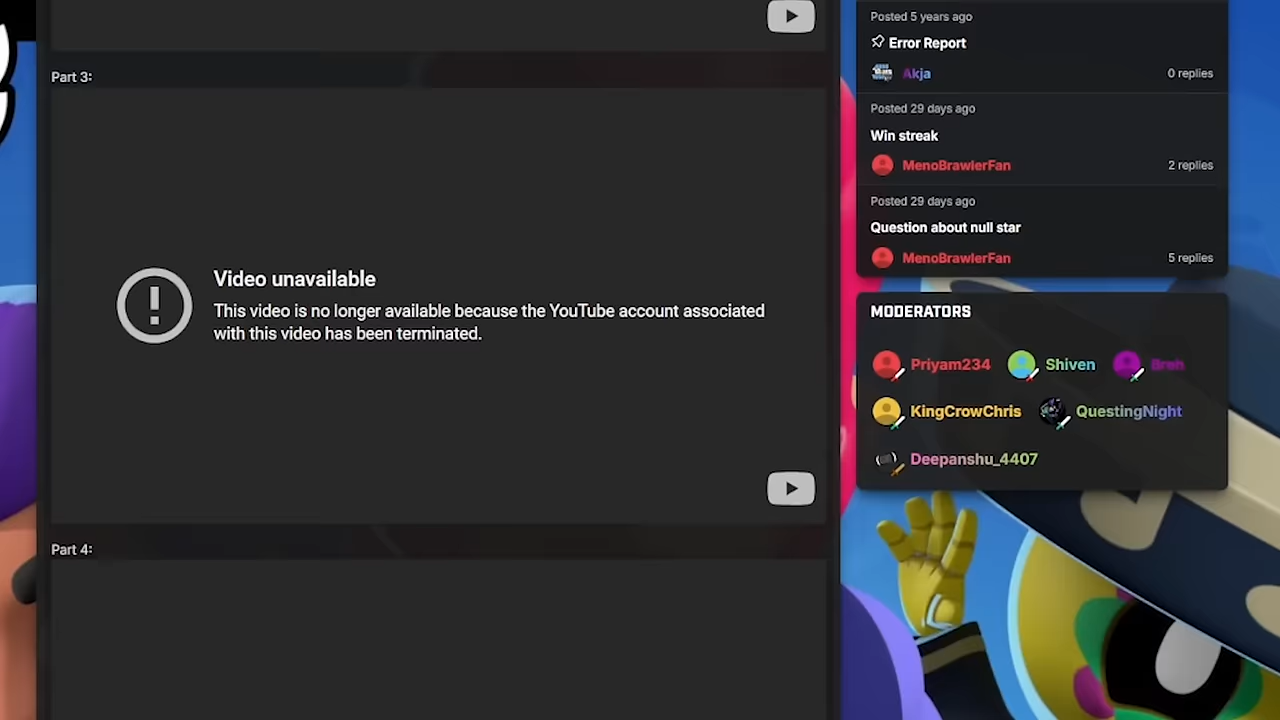 Part 3:
Video unavailable
This video is no longer available because the YouTube account associated
with this video has been terminated.
Part 4:
Posted 5 years ago
Error Report
Akja
0 replies
Posted 29 days ago
Win streak
MenoBrawlerFan
2 replies
Posted 29 days ago
Question about null star
MenoBrawlerFan
5 replies
MODERATORS
Priyam234 Shiven Breh
KingCrowChris QuestingNight
Deepanshu_4407